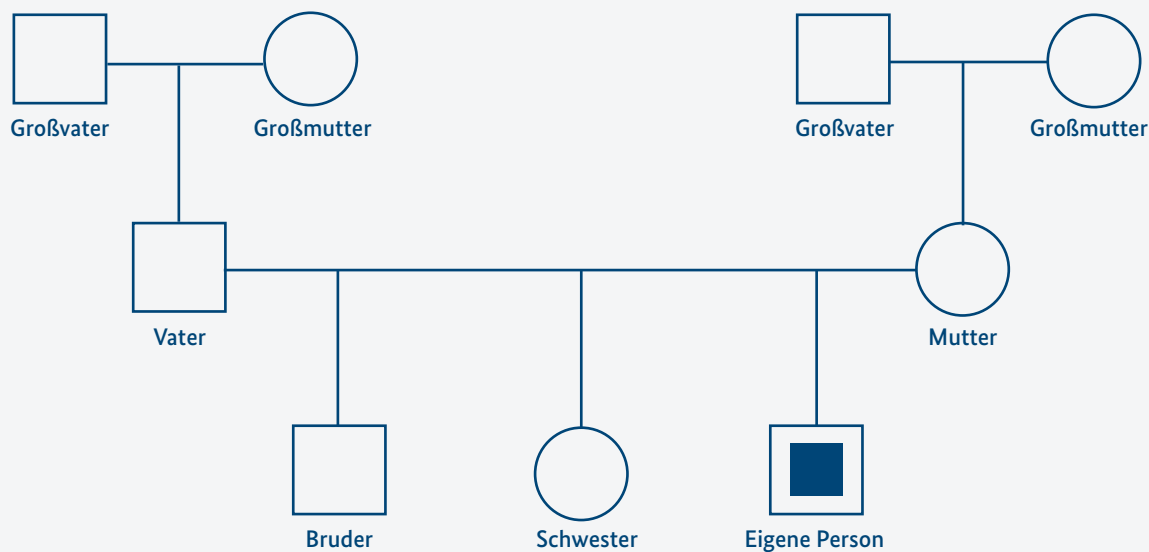 Großvater
Großmutter
Großvater
Großmutter
Vater
Mutter
Bruder
Schwester
Eigene Person